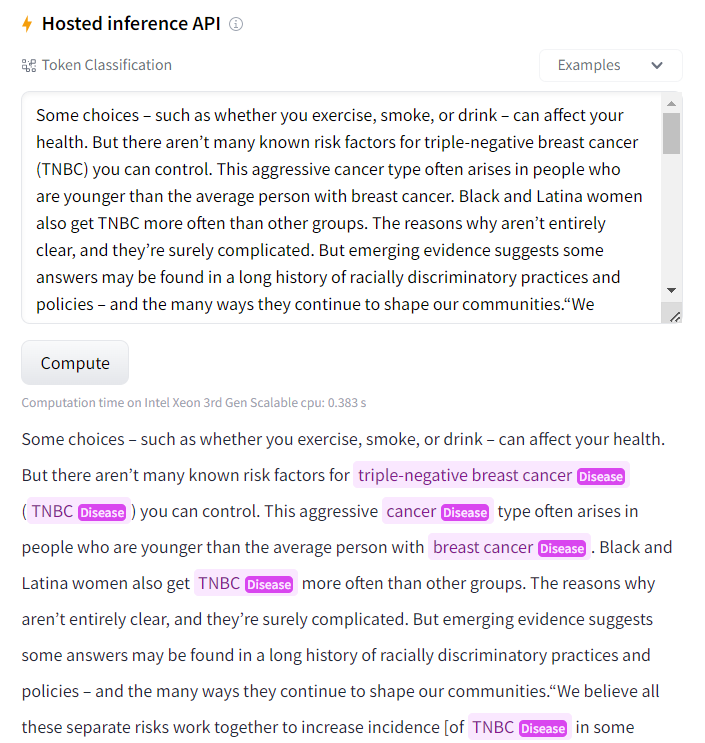 Hosted inference API
Token Classification
Examples
Some choices – such as whether you exercise, smoke, or drink – can affect your
health. But there aren’t many known risk factors for triple-negative breast cancer
(TNBC) you can control. This aggressive cancer type often arises in people who
are younger than the average person with breast cancer. Black and Latina women
also get TNBC more often than other groups. The reasons why aren’t entirely
clear, and they’re surely complicated. But emerging evidence suggests some
answers may be found in a long history of racially discriminatory practices and
policies – and the many ways they continue to shape our communities.“We
Compute
Computation time on Intel Xeon 3rd Gen Scalable cpu: 0.383 s
Some choices – such as whether you exercise, smoke, or drink – can affect your health.
But there aren’t many known risk factors for triple-negative breast cancer Disease
( TNBC Disease ) you can control. This aggressive cancer Disease type often arises in
people who are younger than the average person with breast cancer Disease . Black and
Latina women also get TNBC Disease more often than other groups. The reasons why
aren’t entirely clear, and they’re surely complicated. But emerging evidence suggests
some answers may be found in a long history of racially discriminatory practices and
policies – and the many ways they continue to shape our communities.“We believe all
these separate risks work together to increase incidence [of TNBC Disease in some